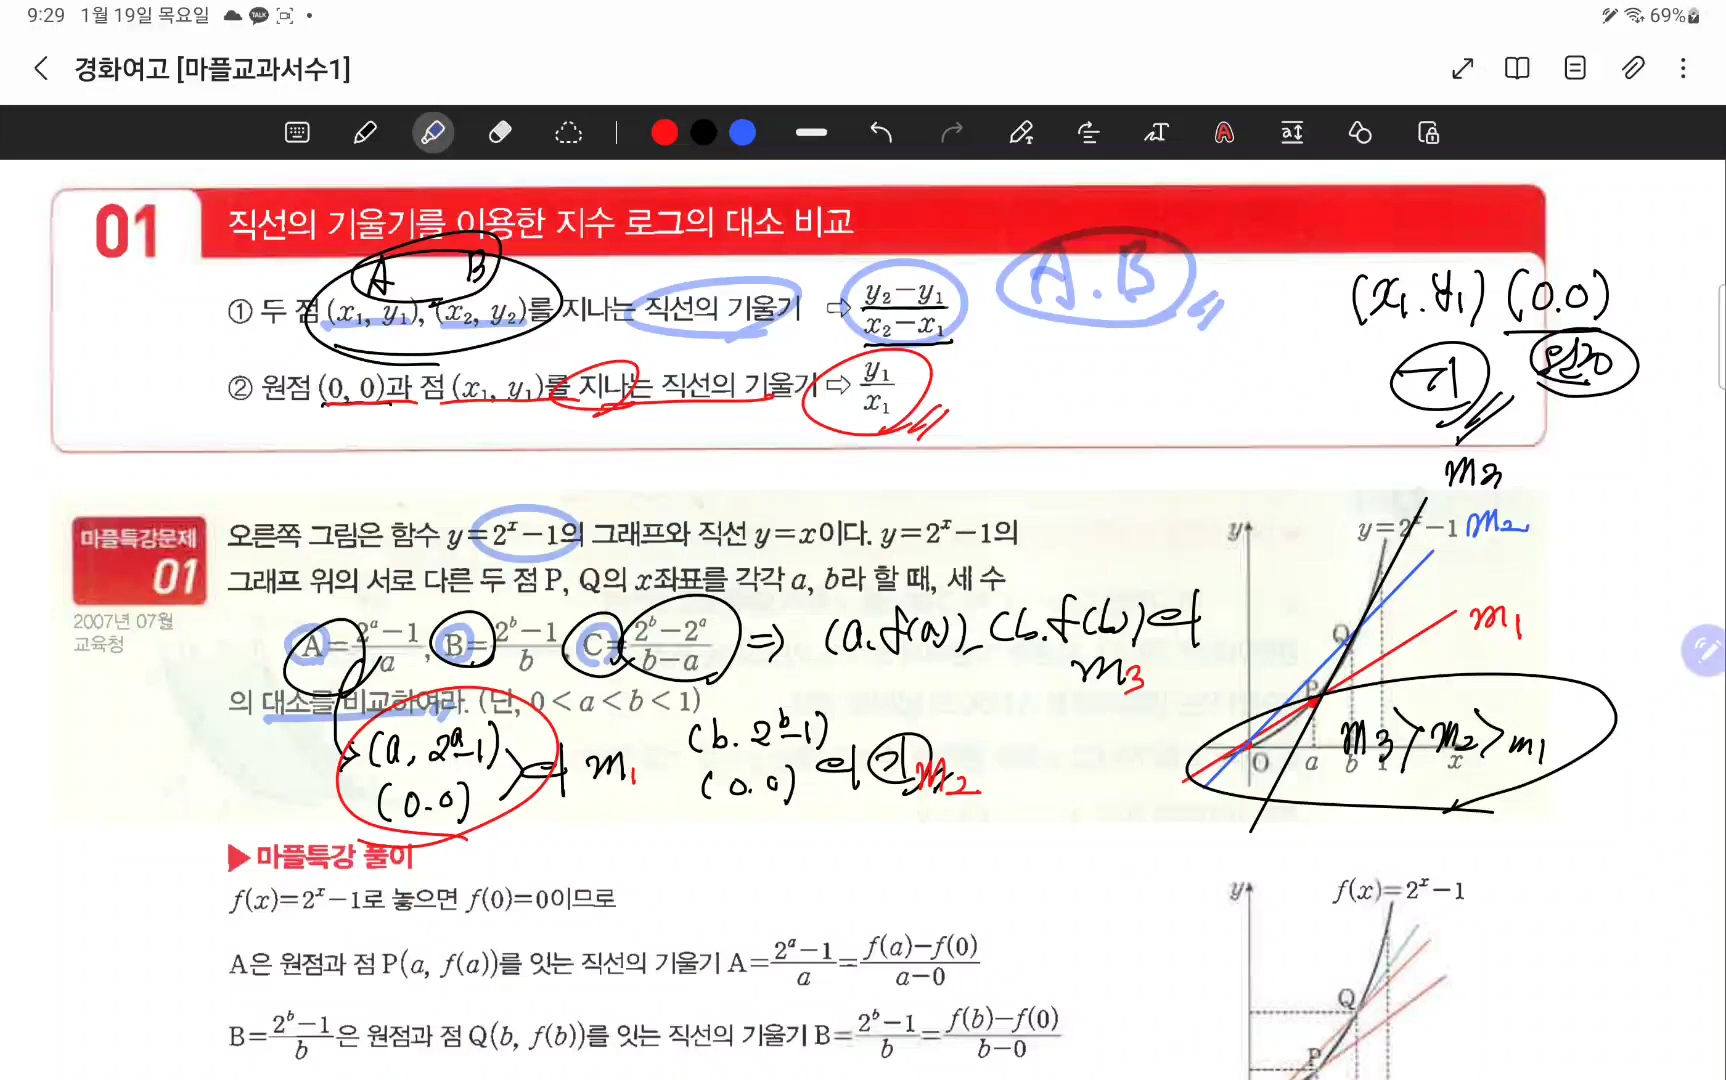 9:29 1월 19일 목요일 TALK 69%
경화여고 [마플교과서수1]
01 직선의 기울기를 이용한 지수 로그의 대소 비교
A B
A . B
① 두 점 (x₁, y₁), (x₂, y₂)를 지나는 직선의 기울기 ⇨ (y₂−y₁)/(x₂−x₁)
(x₁. y₁) (0.0)
② 원점 (0, 0)과 점 (x₁, y₁)를 지나는 직선의 기울기 ⇨ y₁/x₁
m₃
마플특강문제
01
2007년 07월
교육청
오른쪽 그림은 함수 y=2ˣ−1의 그래프와 직선 y=x이다. y=2ˣ−1의
그래프 위의 서로 다른 두 점 P, Q의 x좌표를 각각 a, b라 할 때, 세 수
A=(2ᵃ−1)/a, B=(2ᵇ−1)/b, C=(2ᵇ−2ᵃ)/(b−a)
⇒ (a. f(a)), (b. f(b))
m₃
의 대소를 비교하여라. (단, 0<a<b<1)
(a, 2ᵃ−1)
(0.0)
m₁
(b. 2ᵇ−1)
(0.0)
m₂
y y=2ˣ−1 m₂
m₁
Q
P
m₃>m₂>m₁
O a b 1 x
▶마플특강 풀이
f(x)=2ˣ−1로 놓으면 f(0)=0이므로
A은 원점과 점 P(a, f(a))를 잇는 직선의 기울기 A=(2ᵃ−1)/a=(f(a)−f(0))/(a−0)
B=(2ᵇ−1)/b은 원점과 점 Q(b, f(b))를 잇는 직선의 기울기 B=(2ᵇ−1)/b=(f(b)−f(0))/(b−0)
y f(x)=2ˣ−1
Q
P